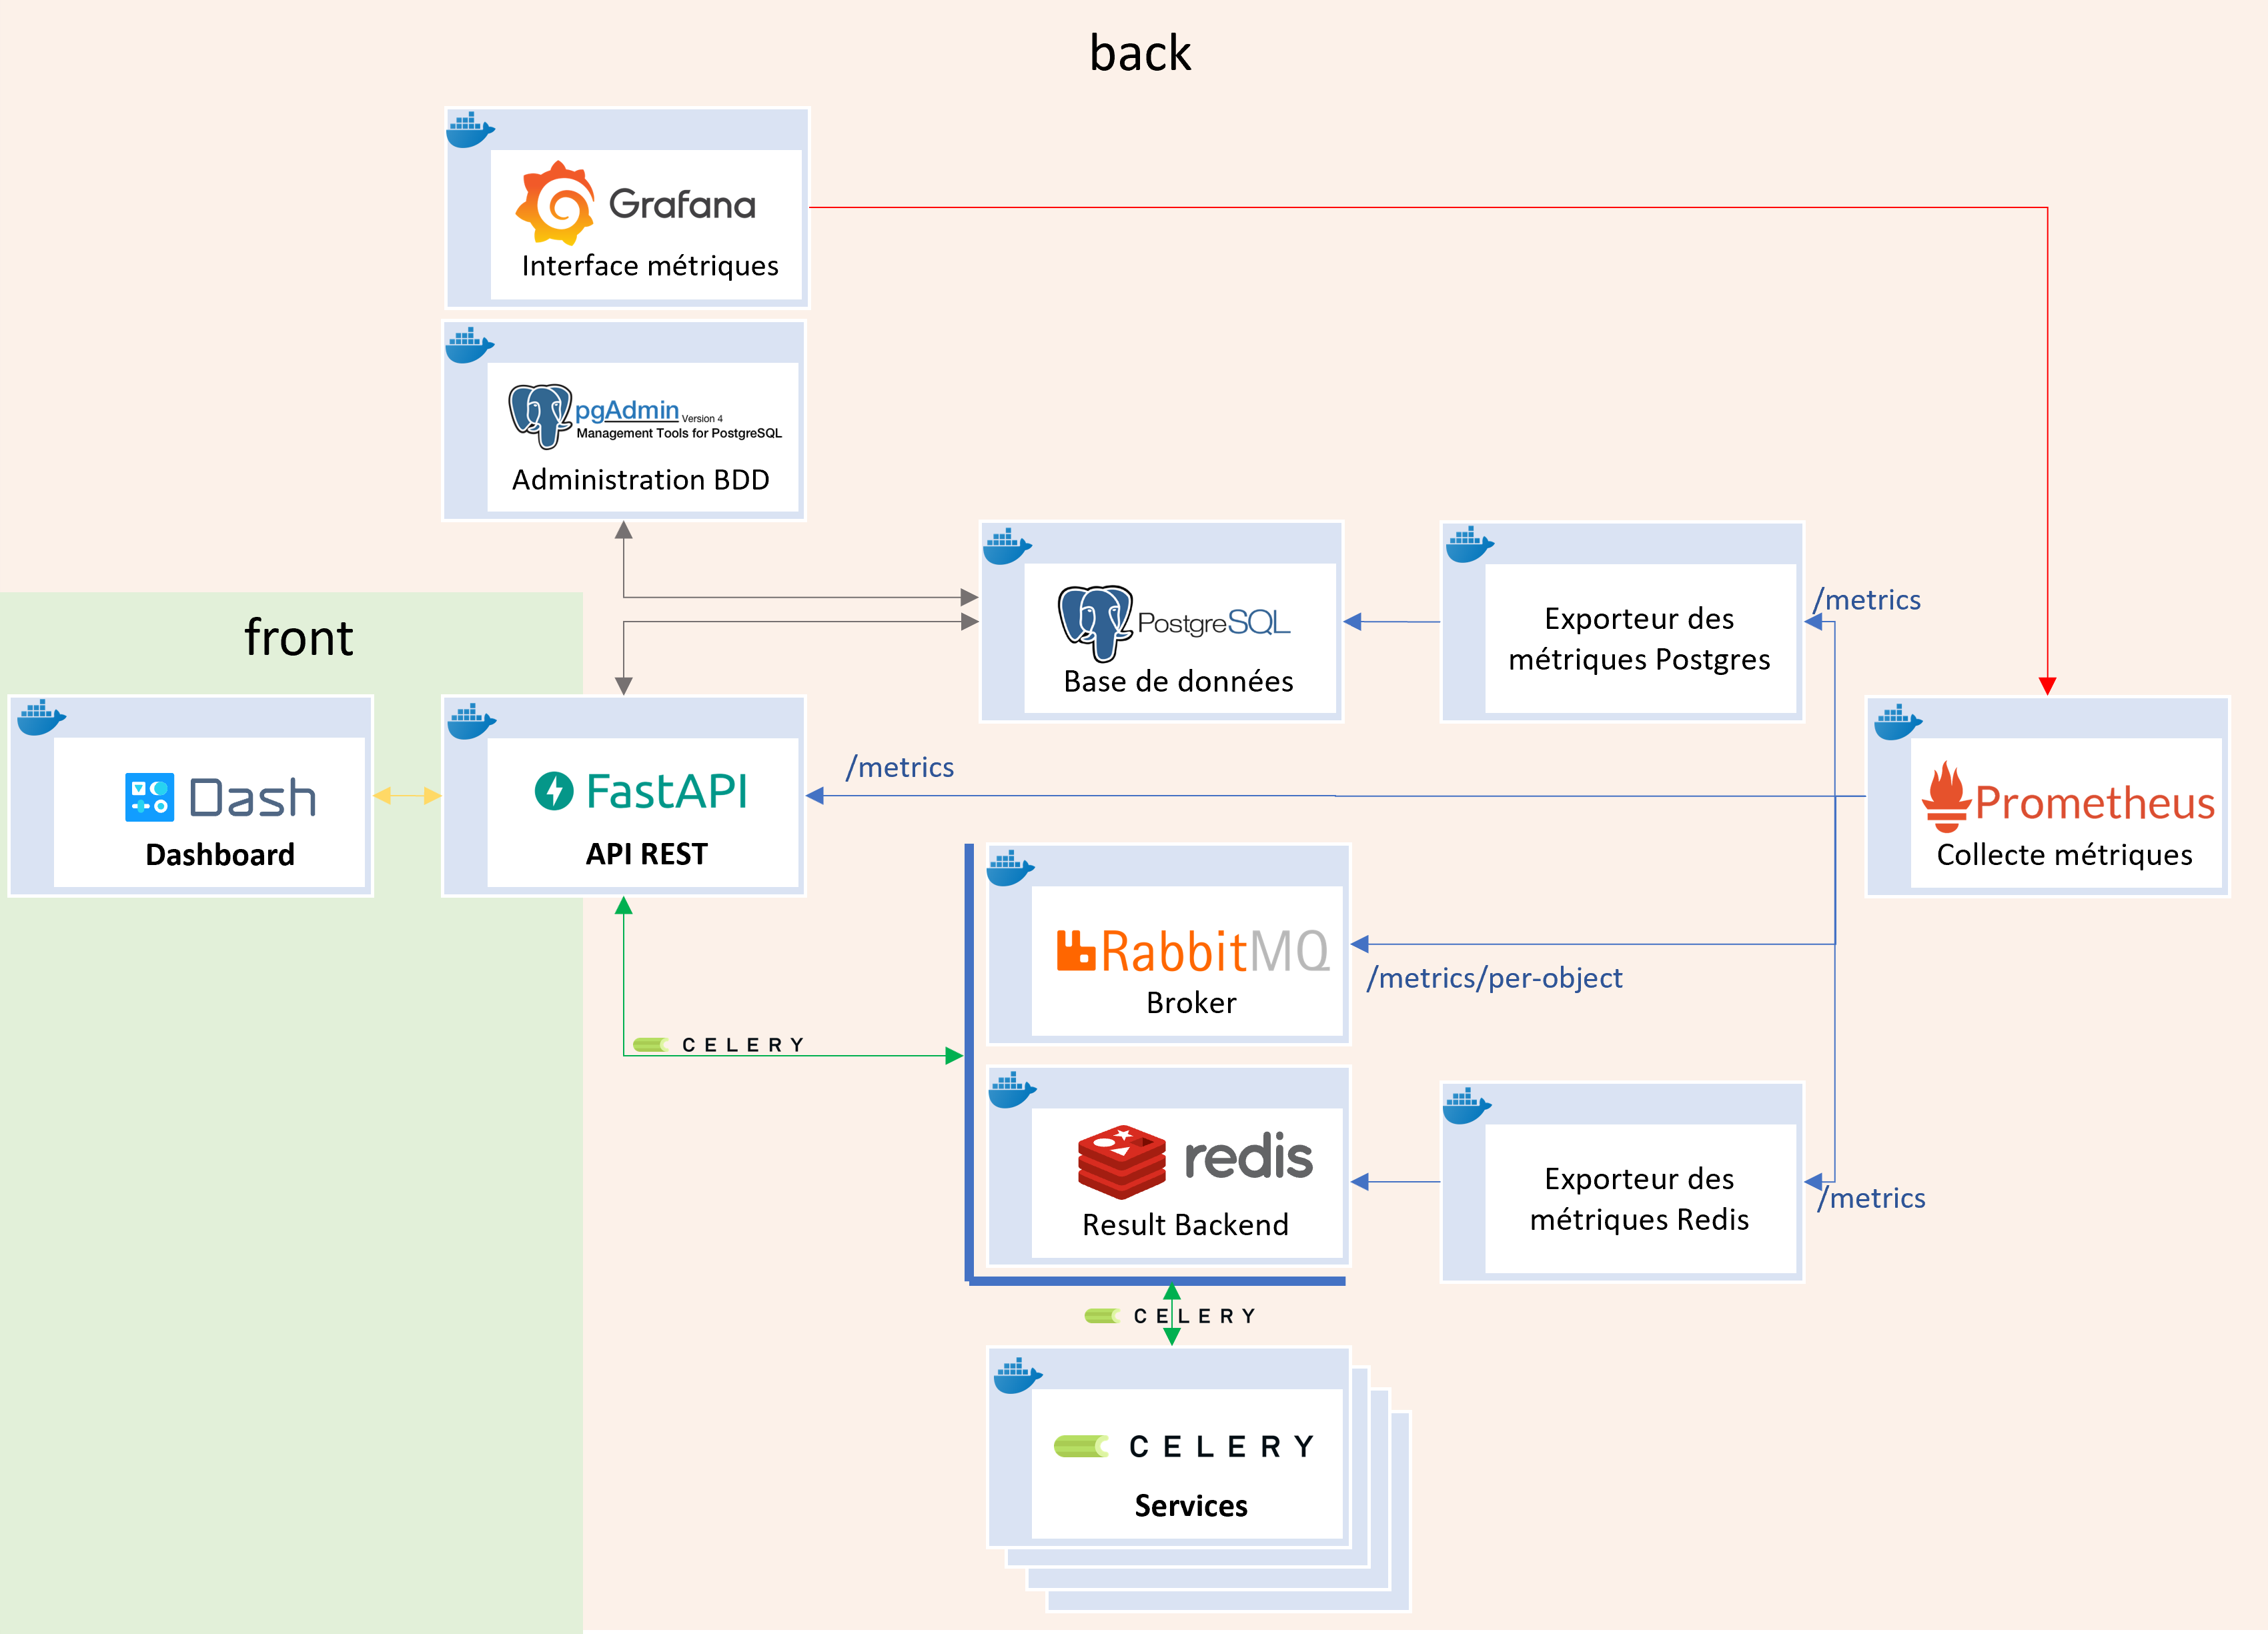 back
Grafana
Interface métriques
pgAdmin Version 4
Management Tools for PostgreSQL
Administration BDD
front
PostgreSQL
Base de données
Exporteur des
métriques Postgres
/metrics
Dash
Dashboard
FastAPI
API REST
/metrics
Prometheus
Collecte métriques
RabbitMQ
Broker
/metrics/per-object
CELERY
redis
Result Backend
Exporteur des
métriques Redis
/metrics
CELERY
CELERY
Services